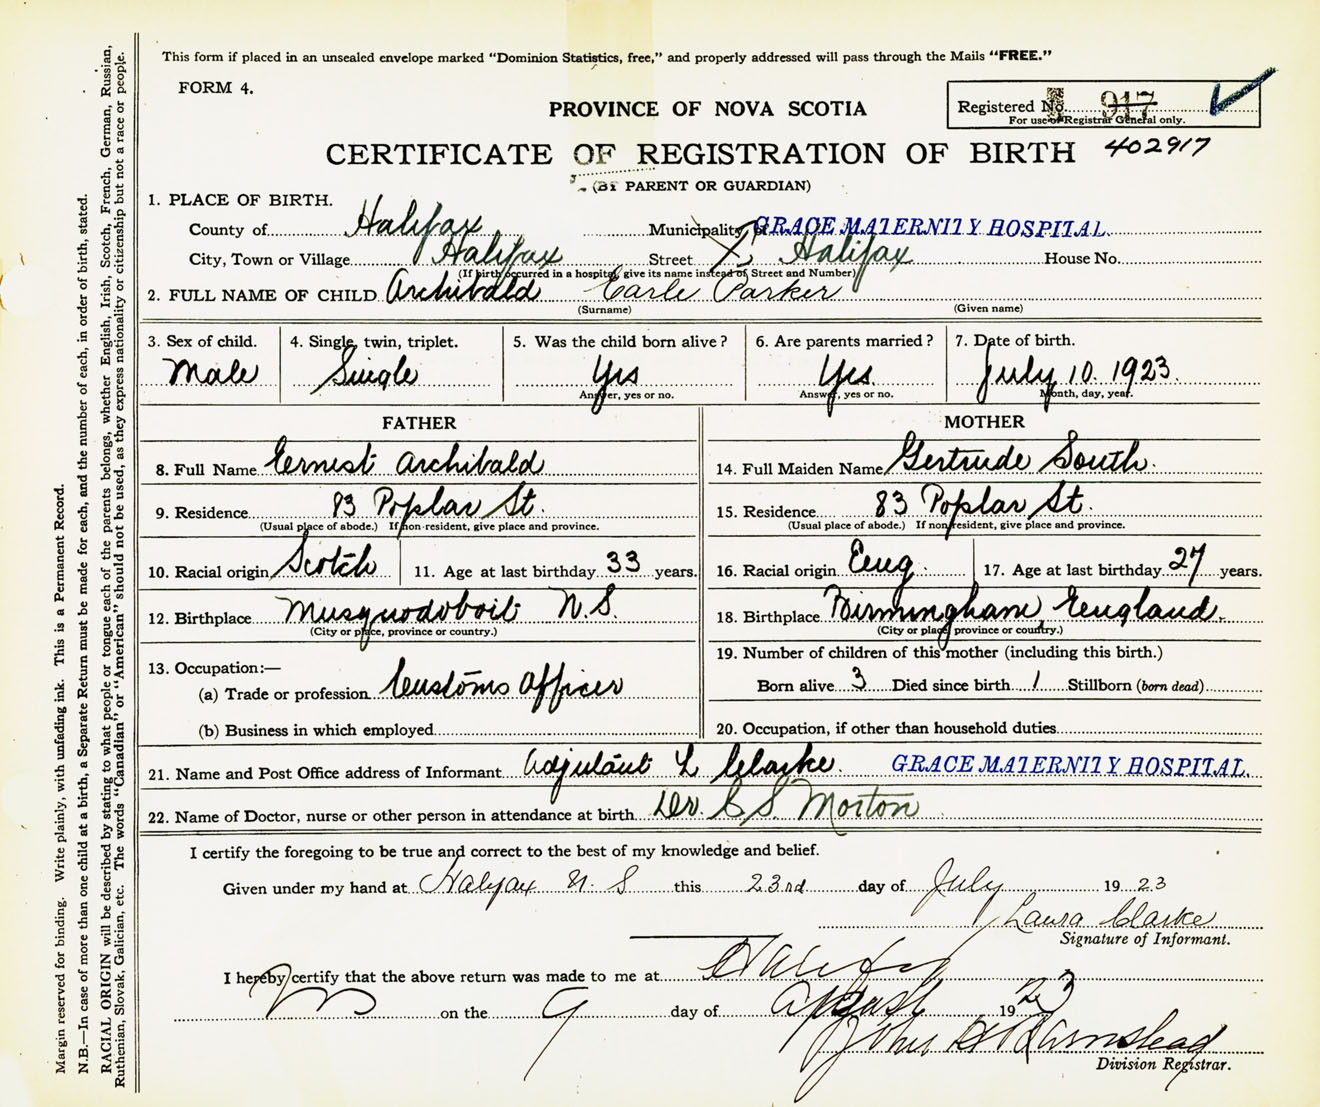 This form if placed in an unsealed envelope marked "Dominion Statistics, free," and properly addressed will pass through the Mails "FREE."
FORM 4.
PROVINCE OF NOVA SCOTIA
Registered No. 917
For use of Registrar General only.
CERTIFICATE OF REGISTRATION OF BIRTH 402917
(BY PARENT OR GUARDIAN)
1. PLACE OF BIRTH.
County of Halifax Municipality of GRACE MATERNITY HOSPITAL.
City, Town or Village Halifax Street Halifax House No.
(If birth occurred in a hospital, give its name instead of Street and Number)
2. FULL NAME OF CHILD Archibald Earle Parker
(Surname) (Given name)
3. Sex of child. 4. Single, twin, triplet. 5. Was the child born alive? 6. Are parents married? 7. Date of birth.
Male Single Yes Yes. July 10. 1923.
Answer, yes or no. Answer, yes or no. Month, day, year.
FATHER MOTHER
8. Full Name Ernest Archibald 14. Full Maiden Name Gertrude South.
9. Residence 83 Poplar St. 15. Residence 83 Poplar St.
(Usual place of abode.) If non-resident, give place and province. (Usual place of abode.) If non-resident, give place and province.
10. Racial origin Scotch 11. Age at last birthday 33 years. 16. Racial origin Eng. 17. Age at last birthday 27 years.
12. Birthplace Musquodoboit N.S. 18. Birthplace Birmingham, England.
(City or place, province or country.) (City or place, province or country.)
13. Occupation:— 19. Number of children of this mother (including this birth.)
(a) Trade or profession Customs Officer Born alive 3 Died since birth 1 Stillborn (born dead)
(b) Business in which employed 20. Occupation, if other than household duties
21. Name and Post Office address of Informant Adjutant L Clarke. GRACE MATERNITY HOSPITAL.
22. Name of Doctor, nurse or other person in attendance at birth Dr. S. Morton
I certify the foregoing to be true and correct to the best of my knowledge and belief.
Given under my hand at Halifax N. S this 23rd day of July 1923
Laura Clarke
Signature of Informant.
I hereby certify that the above return was made to me at Halifax
on the 9 day of August 1923
John
Division Registrar.
Margin reserved for binding. Write plainly, with unfading ink. This is a Permanent Record.
N.B.—In case of more than one child at a birth, a Separate Return must be made for each, and the number of each, in order of birth, stated.
RACIAL ORIGIN will be described by stating to what people or tongue each of the parents belongs, whether English, Irish, Scotch, French, German, Russian,
Ruthenian, Slovak, Galician, etc. The words "Canadian" or "American" should not be used, as they express nationality or citizenship but not a race or people.